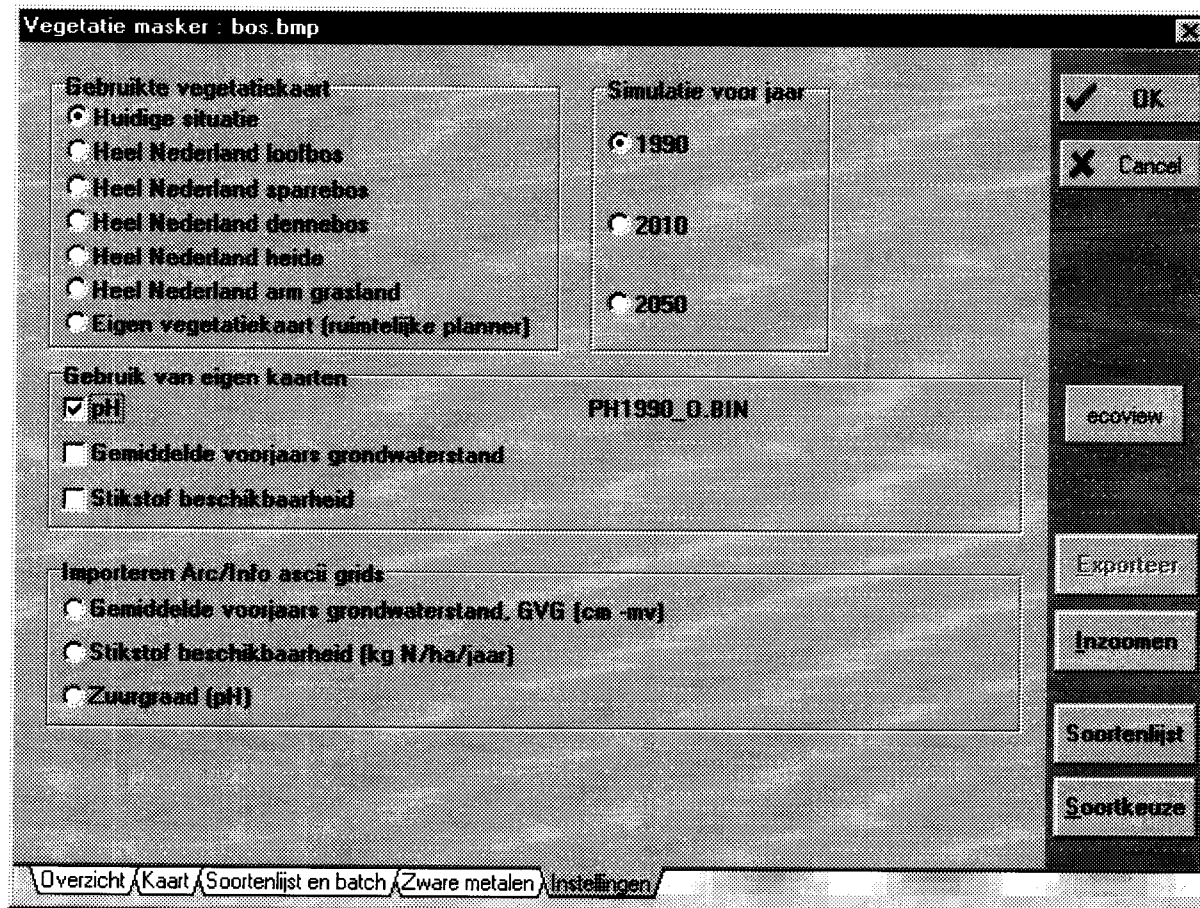 Vegetatie masker : bos.bmp
Gebruikte vegetatiekaart
Huidige situatie
Heel Nederland loofbos
Heel Nederland sparrebos
Heel Nederland dennebos
Heel Nederland heide
Heel Nederland arm grasland
Eigen vegetatiekaart (ruimtelijke planner)
Simulatie voor jaar
1990
2010
2050
Gebruik van eigen kaarten
pH
PH1990_O.BIN
Gemiddelde voorjaars grondwaterstand
Stikstof beschikbaarheid
Importeren Arc/Info ascii grids
Gemiddelde voorjaars grondwaterstand, GVG (cm -mv)
Stikstof beschikbaarheid (kg N/ha/jaar)
Zuurgraad (pH)
OK
Cancel
ecoview
Exporteer
Inzoomen
Soortenlijst
Soortkeuze
Overzicht
Kaart
Soortenlijst en batch
Zware metalen
Instellingen